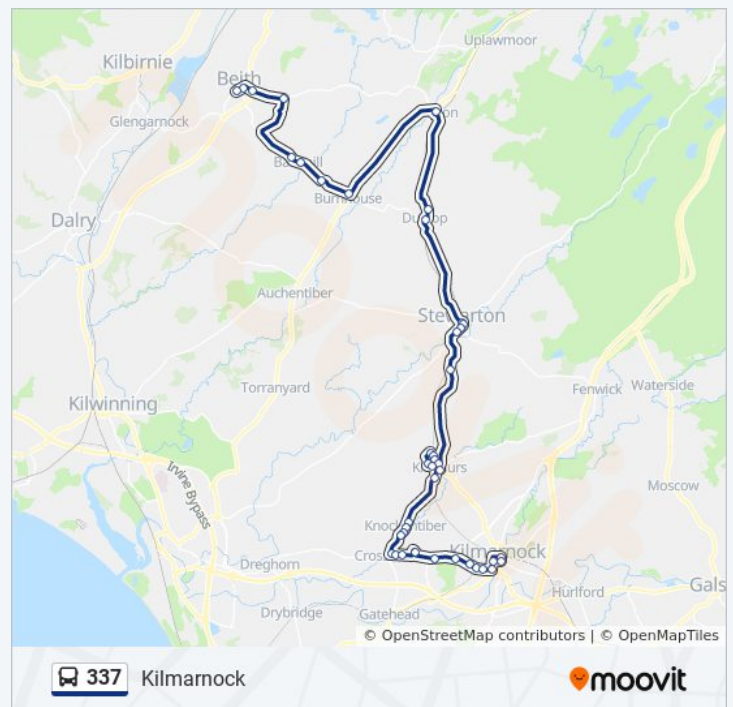 Uplawmoor
Kilbirnie
Beith
Glengarnock
Burnhouse
Dalry
Dunlop
Auchentiber
Stewarton
Torranyard
Fenwick
Waterside
Kilwinning
Irvine Bypass
Moscow
Kilmarnock
Dreghorn
Hurlford
Gals
Drybridge
Gatehead
© OpenStreetMap contributors | © OpenMapTiles
337
Kilmarnock
moovit